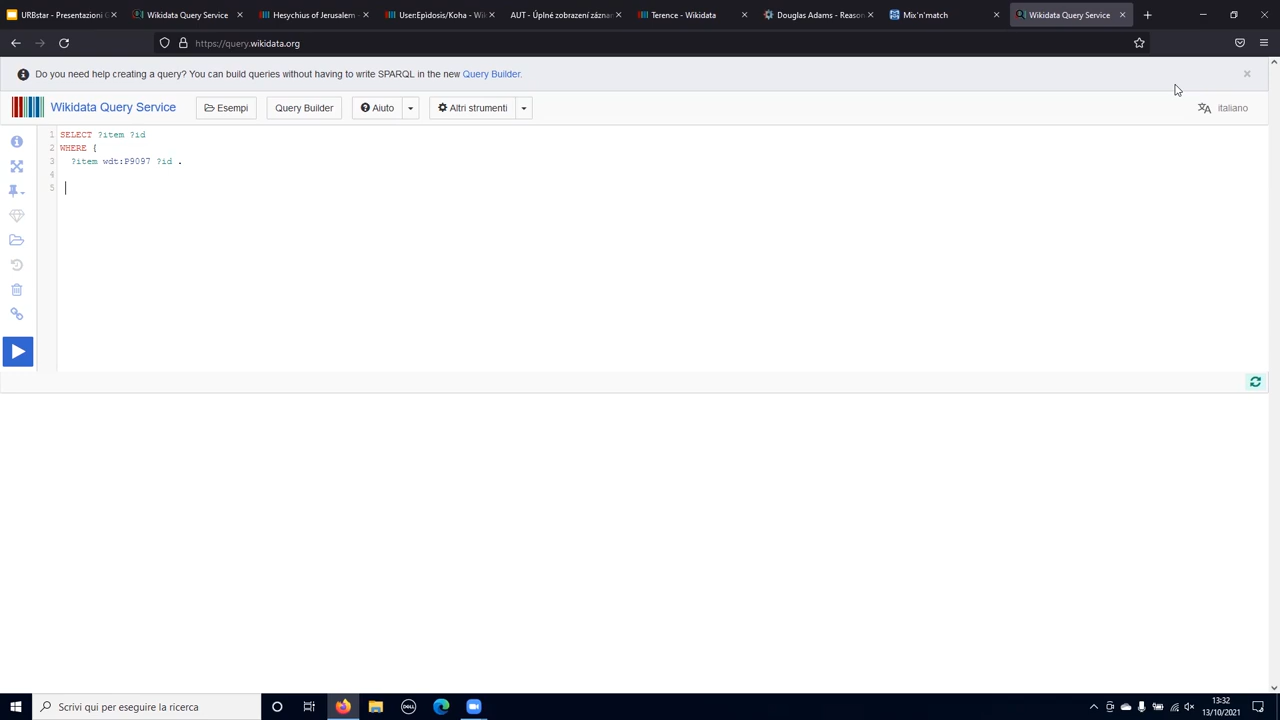 URBstar - Presentazioni G
Wikidata Query Service
Hesychius of Jerusalem -
User:Epidosis/Koha - Wik
AUT - Úplné zobrazení zázna
Terence - Wikidata
Douglas Adams - Reason
Mix'n'match
Wikidata Query Service
https://query.wikidata.org
Do you need help creating a query? You can build queries without having to write SPARQL in the new Query Builder.
Wikidata Query Service
Esempi
Query Builder
Aiuto
Altri strumenti
italiano
1 SELECT ?item ?id
2 WHERE {
3 ?item wdt:P9097 ?id .
4
5
Scrivi qui per eseguire la ricerca
DELL
13:32
13/10/2021